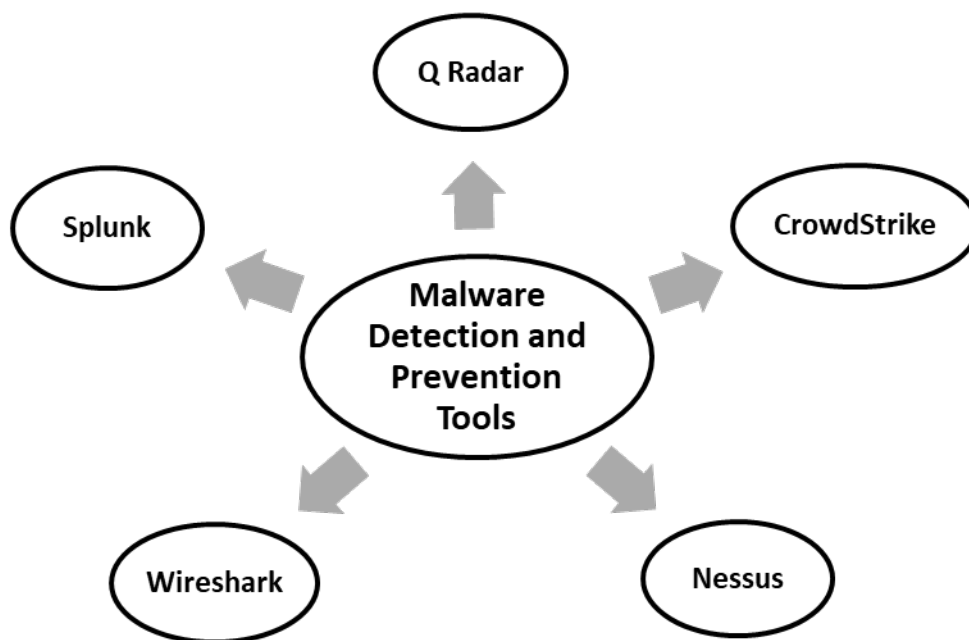 Q Radar
Splunk
CrowdStrike
Malware
Detection and
Prevention
Tools
Wireshark
Nessus